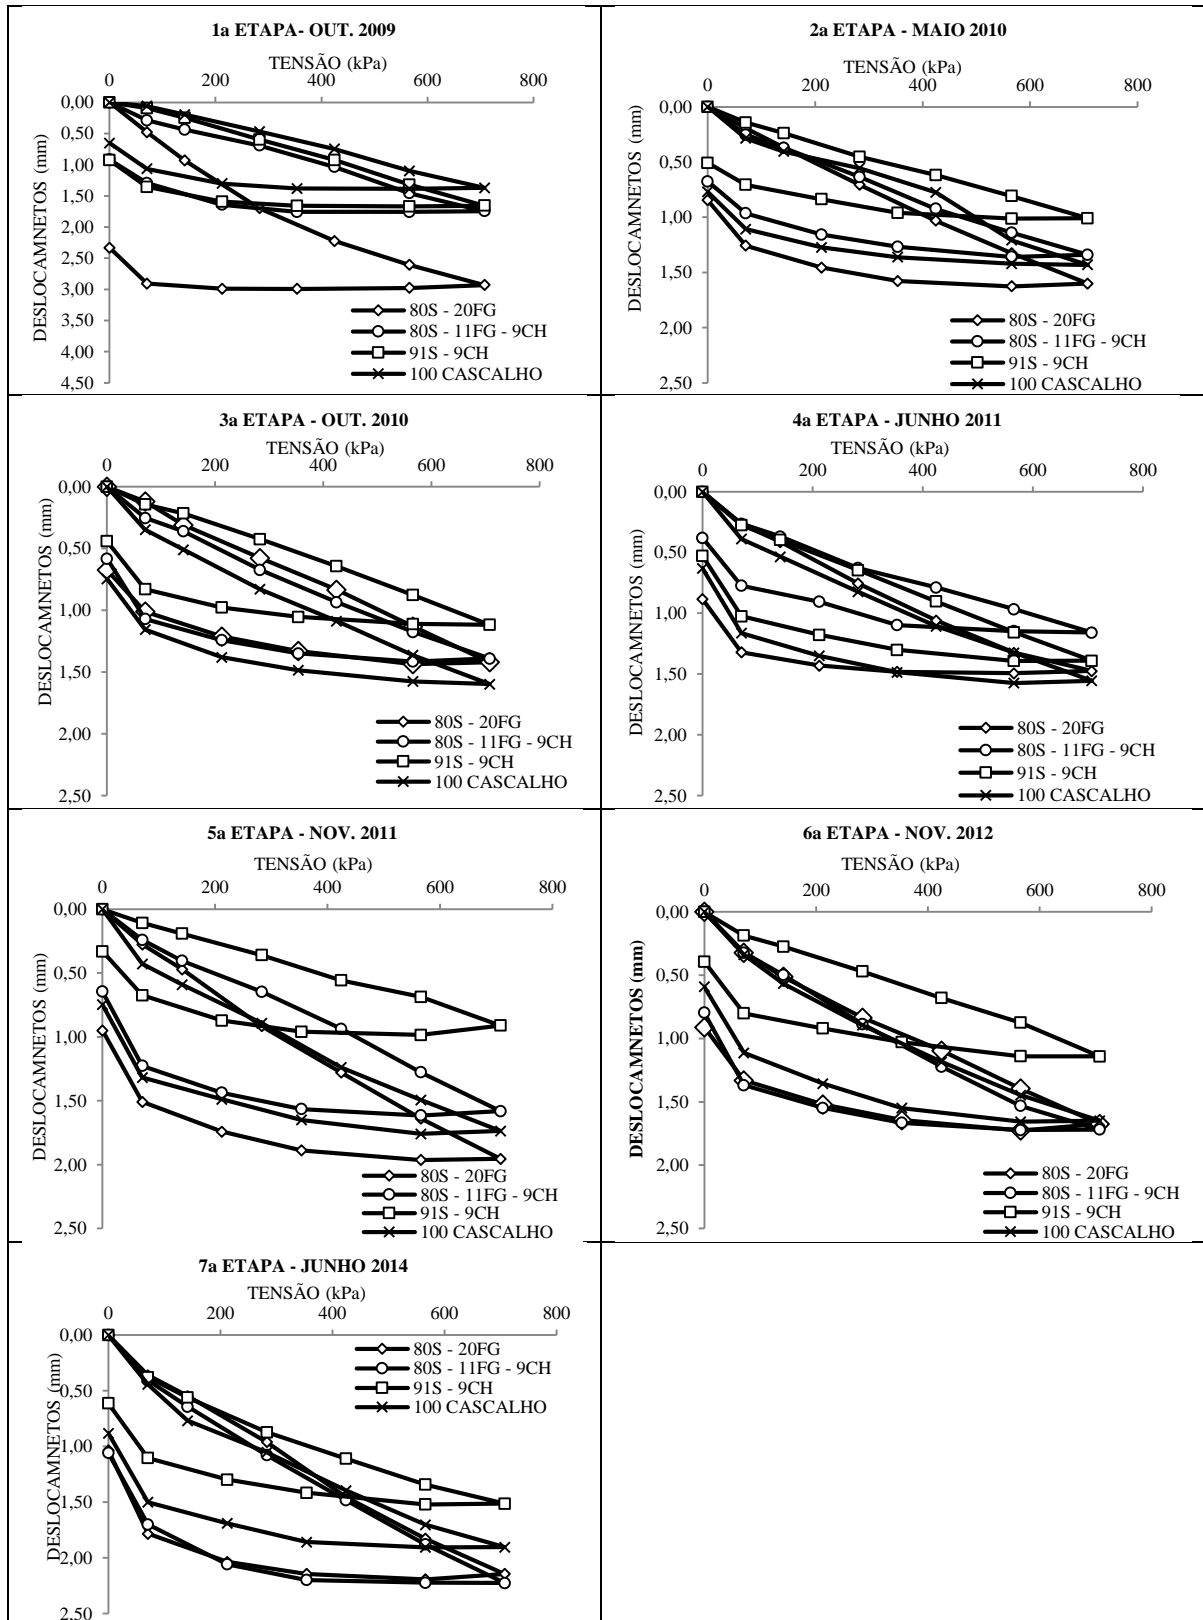 1a ETAPA- OUT. 2009
TENSÃO (kPa)
0 200 400 600 800
DESLOCAMNETOS (mm)
0,00
0,50
1,00
1,50
2,00
2,50
3,00
3,50
4,00
4,50
80S - 20FG
80S - 11FG - 9CH
91S - 9CH
100 CASCALHO
2a ETAPA - MAIO 2010
TENSÃO (kPa)
0 200 400 600 800
DESLOCAMNETOS (mm)
0,00
0,50
1,00
1,50
2,00
2,50
80S - 20FG
80S - 11FG - 9CH
91S - 9CH
100 CASCALHO
3a ETAPA - OUT. 2010
TENSÃO (kPa)
0 200 400 600 800
DESLOCAMNETOS (mm)
0,00
0,50
1,00
1,50
2,00
2,50
80S - 20FG
80S - 11FG - 9CH
91S - 9CH
100 CASCALHO
4a ETAPA - JUNHO 2011
TENSÃO (kPa)
0 200 400 600 800
DESLOCAMNETOS (mm)
0,00
0,50
1,00
1,50
2,00
2,50
80S - 20FG
80S - 11FG - 9CH
91S - 9CH
100 CASCALHO
5a ETAPA - NOV. 2011
TENSÃO (kPa)
0 200 400 600 800
DESLOCAMNETOS (mm)
0,00
0,50
1,00
1,50
2,00
2,50
80S - 20FG
80S - 11FG - 9CH
91S - 9CH
100 CASCALHO
6a ETAPA - NOV. 2012
TENSÃO (kPa)
0 200 400 600 800
DESLOCAMNETOS (mm)
0,00
0,50
1,00
1,50
2,00
2,50
80S - 20FG
80S - 11FG - 9CH
91S - 9CH
100 CASCALHO
7a ETAPA - JUNHO 2014
TENSÃO (kPa)
0 200 400 600 800
DESLOCAMNETOS (mm)
0,00
0,50
1,00
1,50
2,00
2,50
80S - 20FG
80S - 11FG - 9CH
91S - 9CH
100 CASCALHO